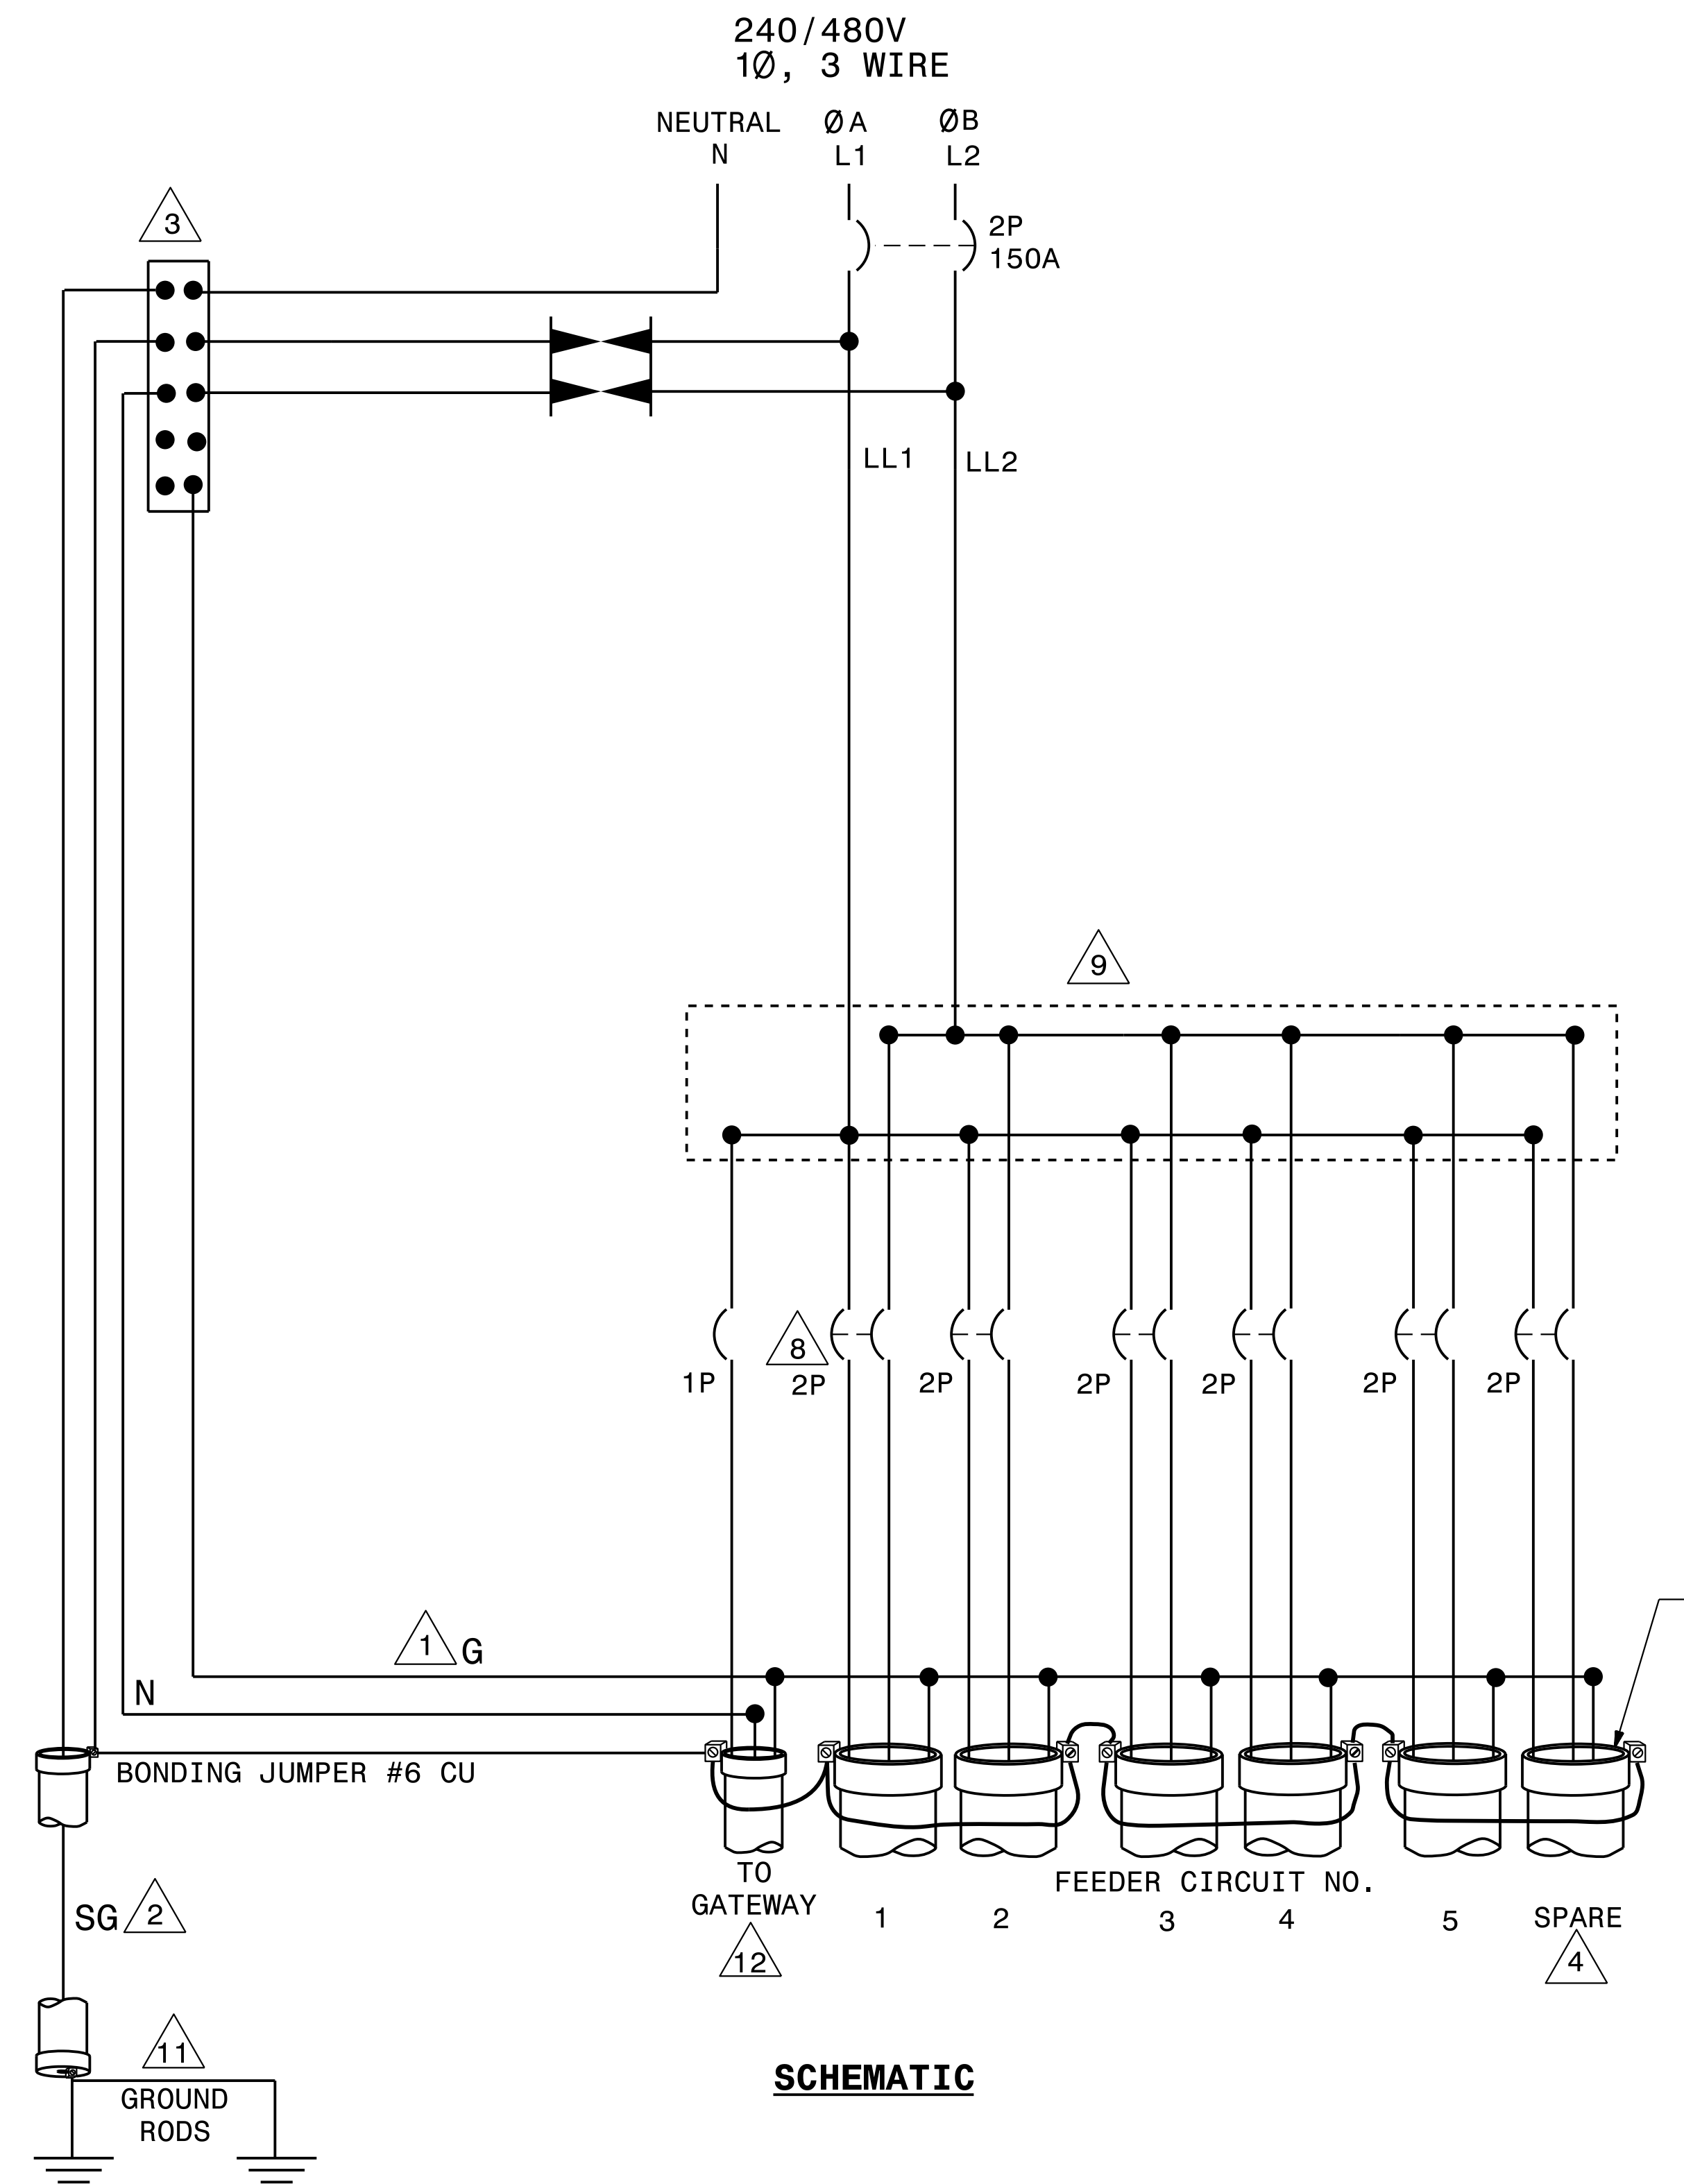 240/480V
1Ø, 3 WIRE
NEUTRAL ØA ØB
N L1 L2
2P
150A
3
LL1 LL2
9
8
1P 2P 2P 2P 2P 2P 2P
1 G
N
BONDING JUMPER #6 CU
TO
GATEWAY
12
FEEDER CIRCUIT NO.
1 2 3 4 5 SPARE
4
SG 2
11
GROUND
RODS
SCHEMATIC